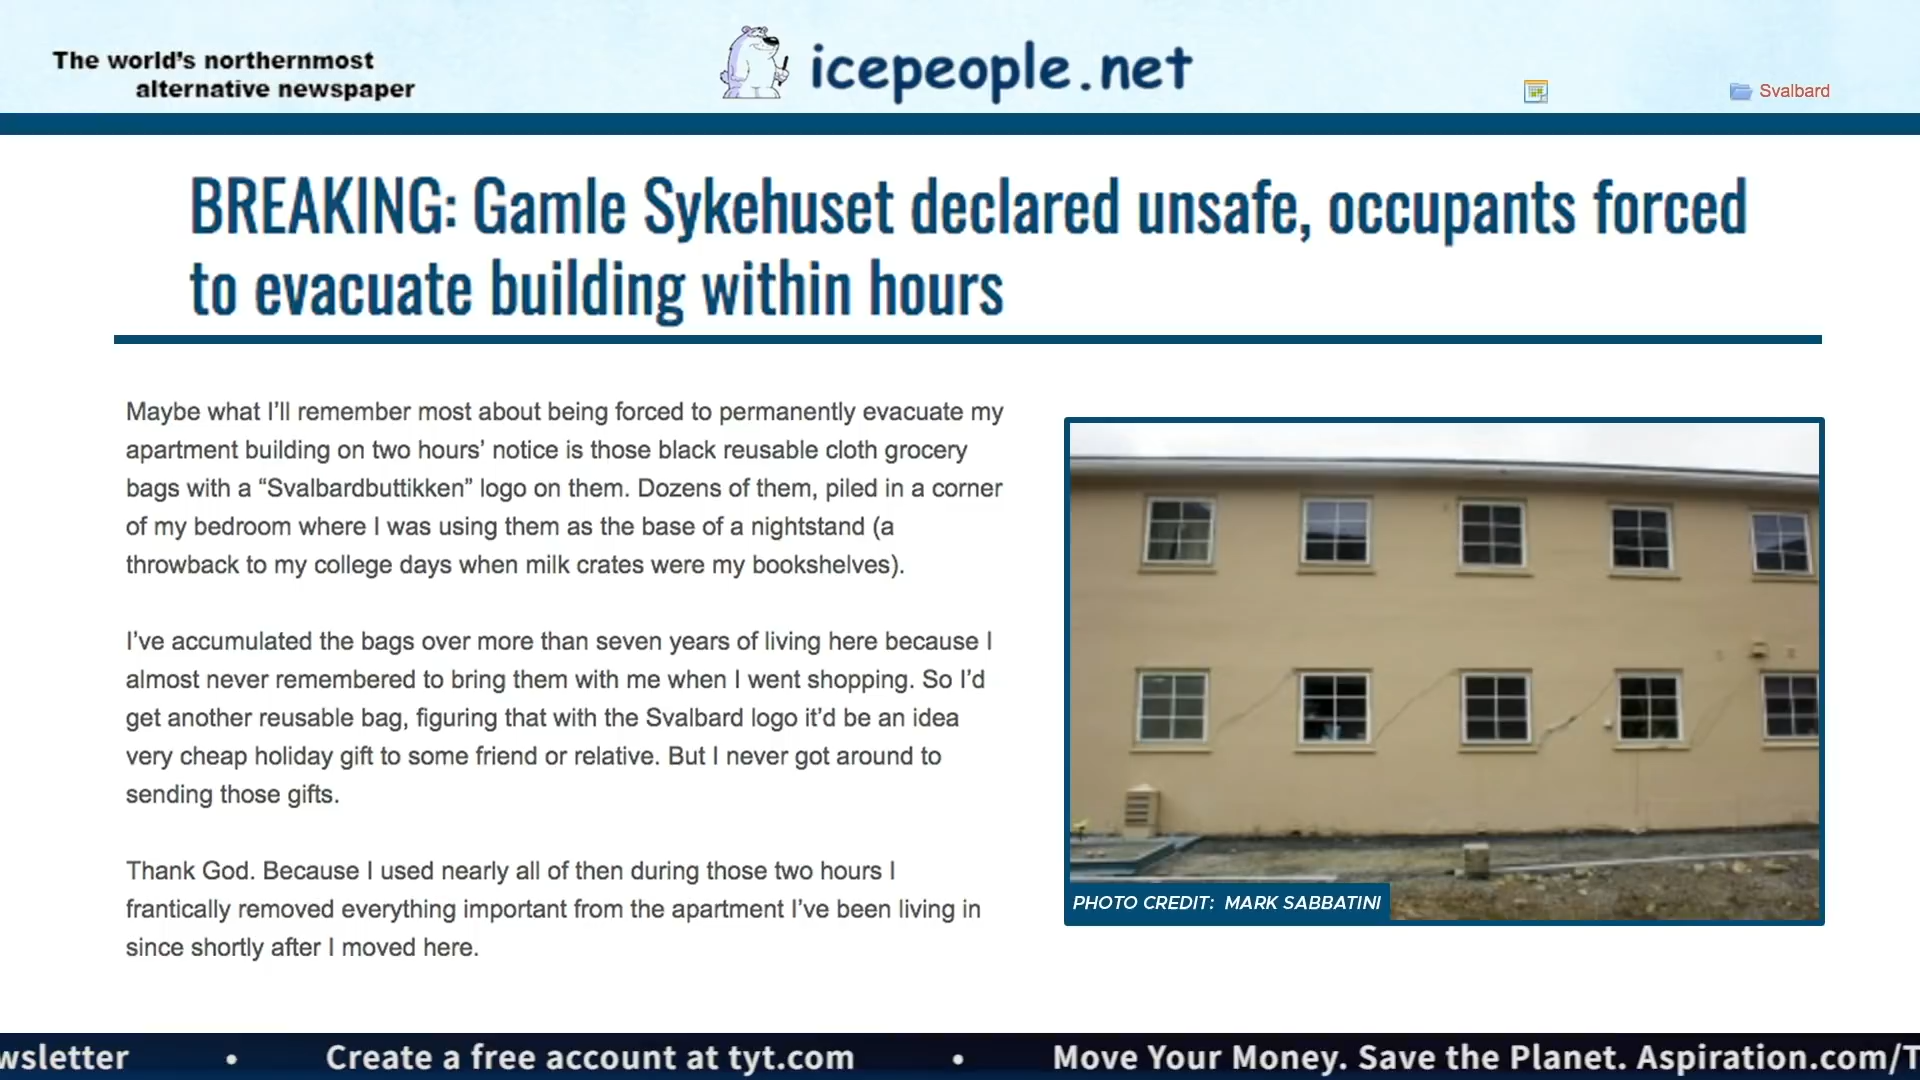 The world's northernmost
alternative newspaper
icepeople.net
Svalbard
BREAKING: Gamle Sykehuset declared unsafe, occupants forced
to evacuate building within hours
Maybe what I’ll remember most about being forced to permanently evacuate my
apartment building on two hours’ notice is those black reusable cloth grocery
bags with a “Svalbardbuttikken” logo on them. Dozens of them, piled in a corner
of my bedroom where I was using them as the base of a nightstand (a
throwback to my college days when milk crates were my bookshelves).
I’ve accumulated the bags over more than seven years of living here because I
almost never remembered to bring them with me when I went shopping. So I’d
get another reusable bag, figuring that with the Svalbard logo it’d be an idea
very cheap holiday gift to some friend or relative. But I never got around to
sending those gifts.
Thank God. Because I used nearly all of then during those two hours I
frantically removed everything important from the apartment I’ve been living in
since shortly after I moved here.
PHOTO CREDIT: MARK SABBATINI
wsletter • Create a free account at tyt.com • Move Your Money. Save the Planet. Aspiration.com/T